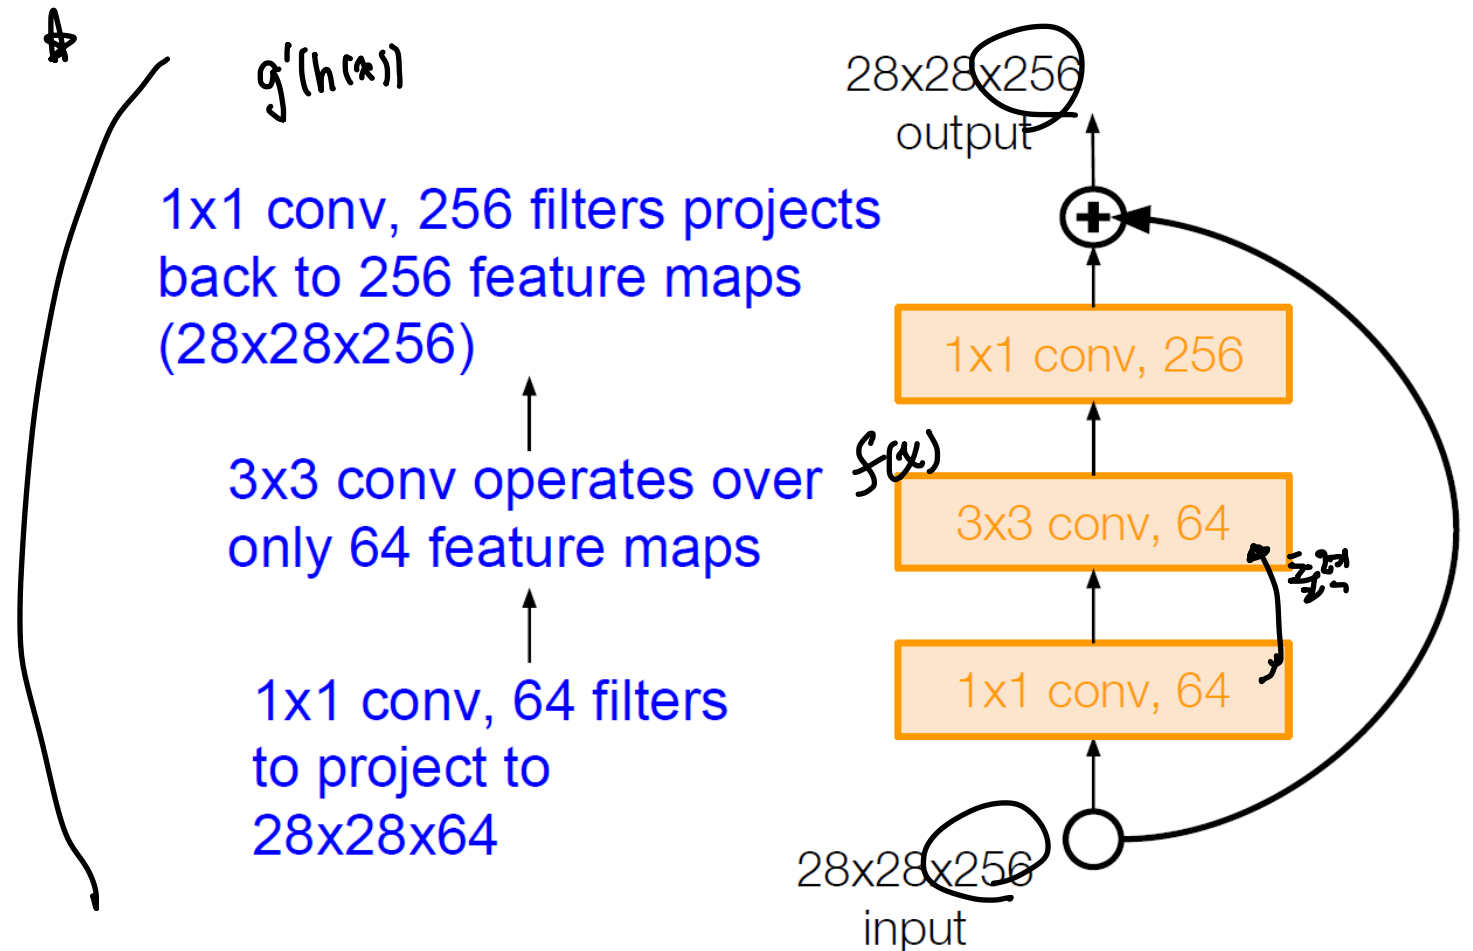 g'(h(x))
28x28x256
output
1x1 conv, 256 filters projects
back to 256 feature maps
(28x28x256)
1x1 conv, 256
f(x)
3x3 conv operates over
only 64 feature maps
3x3 conv, 64
1x1 conv, 64 filters
to project to
28x28x64
1x1 conv, 64
28x28x256
input